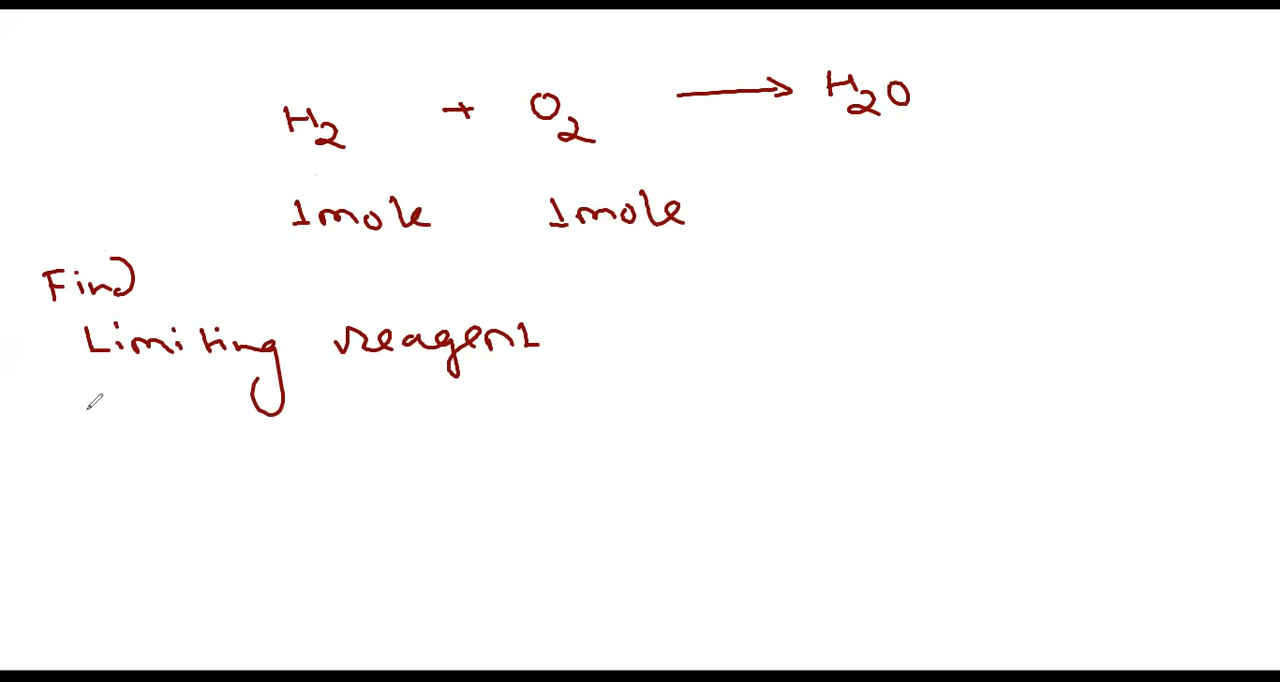 H₂ + O₂ → H₂O
1mole 1mole
Find
Limiting reagent